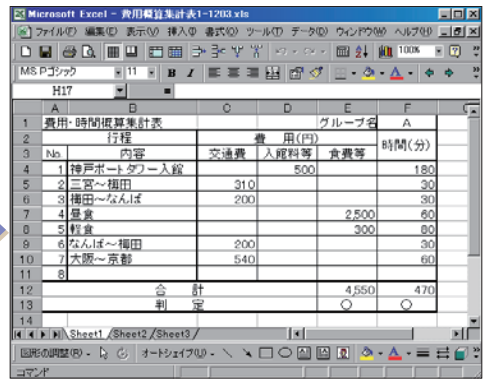 Microsoft Excel - 費用概算集計表1-1203.xls
ファイル(F) 編集(E) 表示(V) 挿入(I) 書式(O) ツール(T) データ(D) ウィンドウ(W) ヘルプ(H)
100%
MS Pゴシック 11 B I
H17 =
A B C D E F
1 費用・時間概算集計表 グループ名 A
2 行程 費 用(円) 時間(分)
3 No. 内容 交通費 入館料等 食費等
4 1 神戸ポートタワー入館 500 180
5 2 三宮～梅田 310 30
6 3 梅田～なんば 200 30
7 4 昼食 2,500 60
8 5 軽食 300 80
9 6 なんば～梅田 200 30
10 7 大阪～京都 540 60
11 8
12 合 計 4,550 470
13 判 定 ○ ○
14
Sheet1 Sheet2 Sheet3
図形の調整(R) オートシェイプ(U)
コマンド